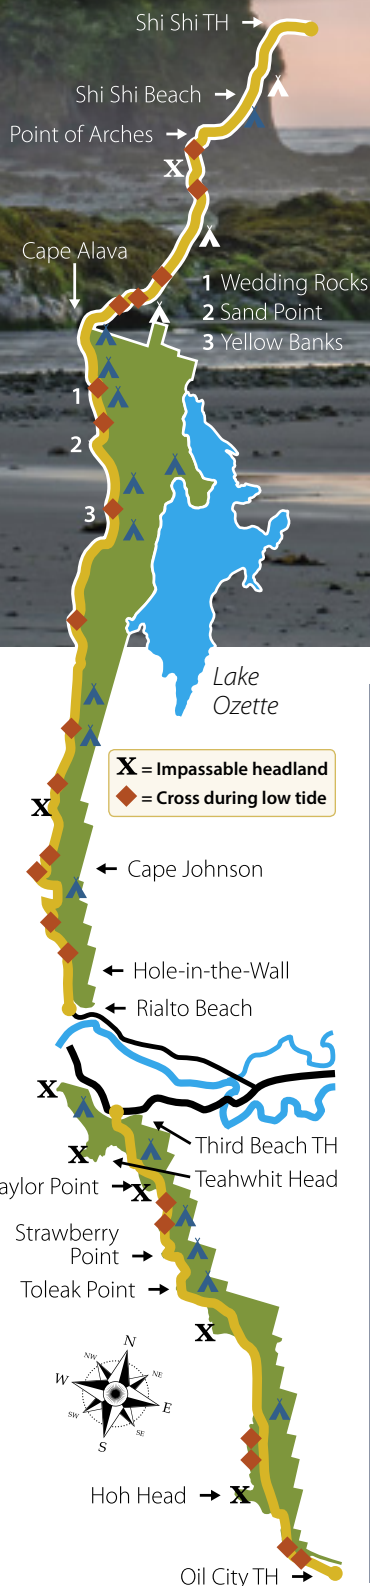 Shi Shi TH
Shi Shi Beach
Point of Arches
X
Cape Alava
1 Wedding Rocks
2 Sand Point
3 Yellow Banks
1
2
3
Lake
Ozette
X = Impassable headland
= Cross during low tide
X
Cape Johnson
Hole-in-the-Wall
Rialto Beach
X
Third Beach TH
X
Teahwhit Head
aylor Point
X
Strawberry
Point
Toleak Point
X
N
NW
NE
W
E
SW
SE
S
Hoh Head
X
Oil City TH